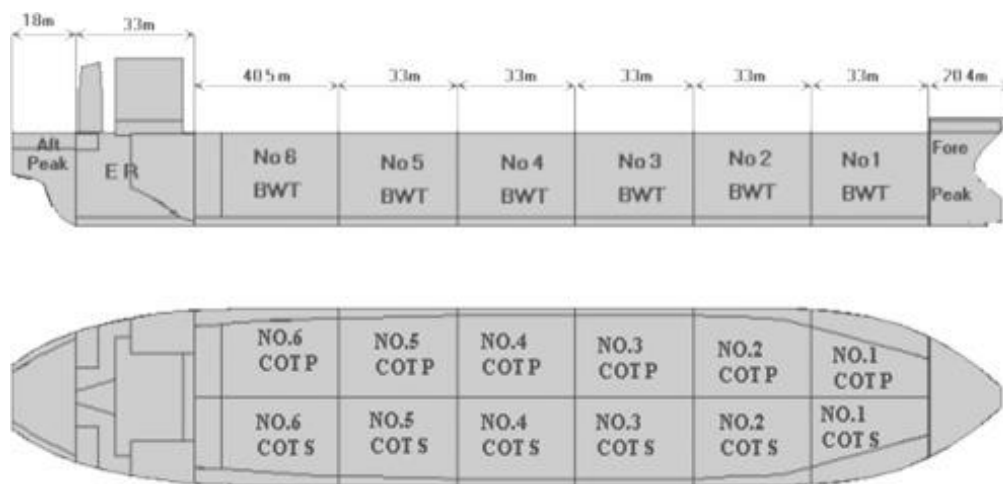 18m
33m
40.5m
33m
33m
33m
33m
33m
20.4m
Aft
Peak
E R
No 6
BWT
No 5
BWT
No 4
BWT
No 3
BWT
No 2
BWT
No 1
BWT
Fore
Peak
NO.6
COT P
NO.5
COT P
NO.4
COT P
NO.3
COT P
NO.2
COT P
NO.1
COT P
NO.6
COT S
NO.5
COT S
NO.4
COT S
NO.3
COT S
NO.2
COT S
NO.1
COT S